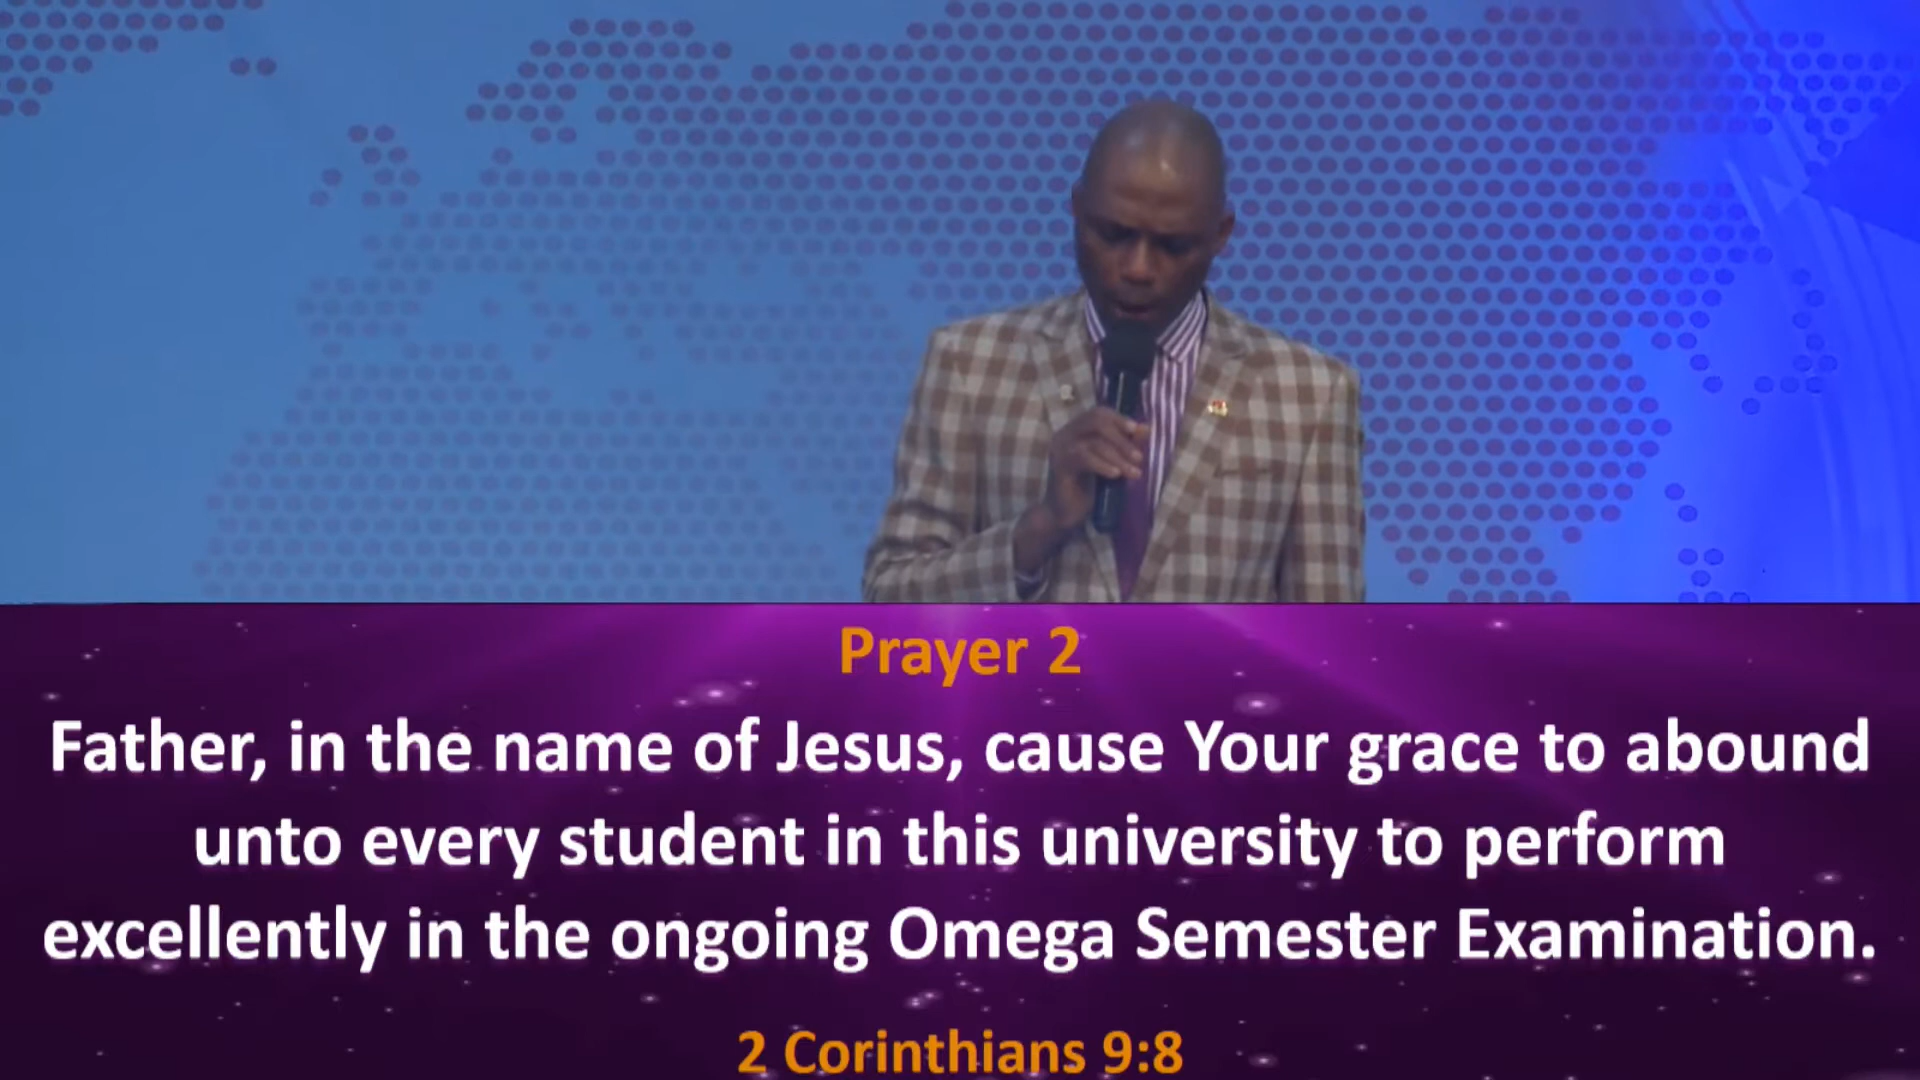 Prayer 2
Father, in the name of Jesus, cause Your grace to abound
unto every student in this university to perform
excellently in the ongoing Omega Semester Examination.
2 Corinthians 9:8